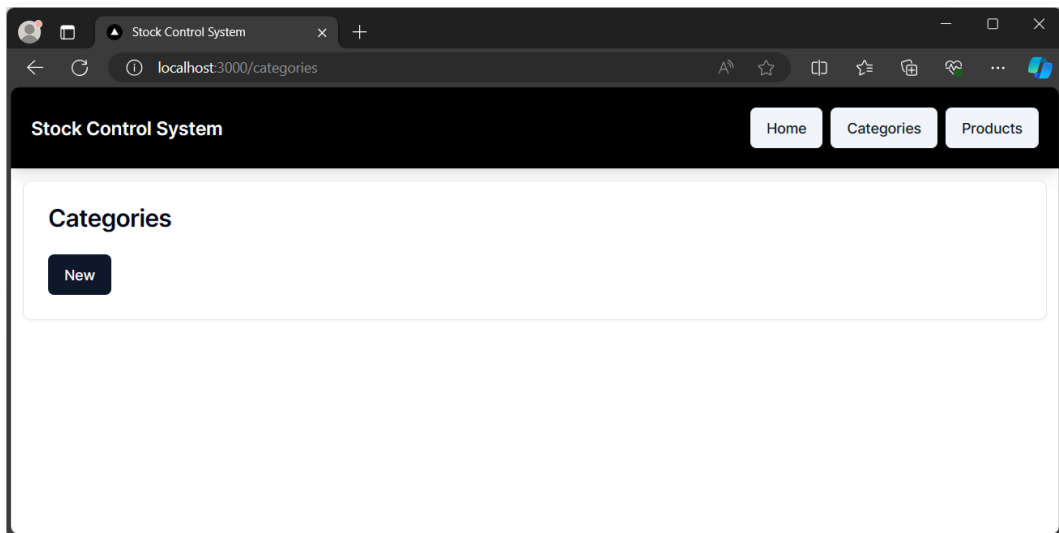 Stock Control System
localhost:3000/categories
A
Stock Control System
Home
Categories
Products
Categories
New